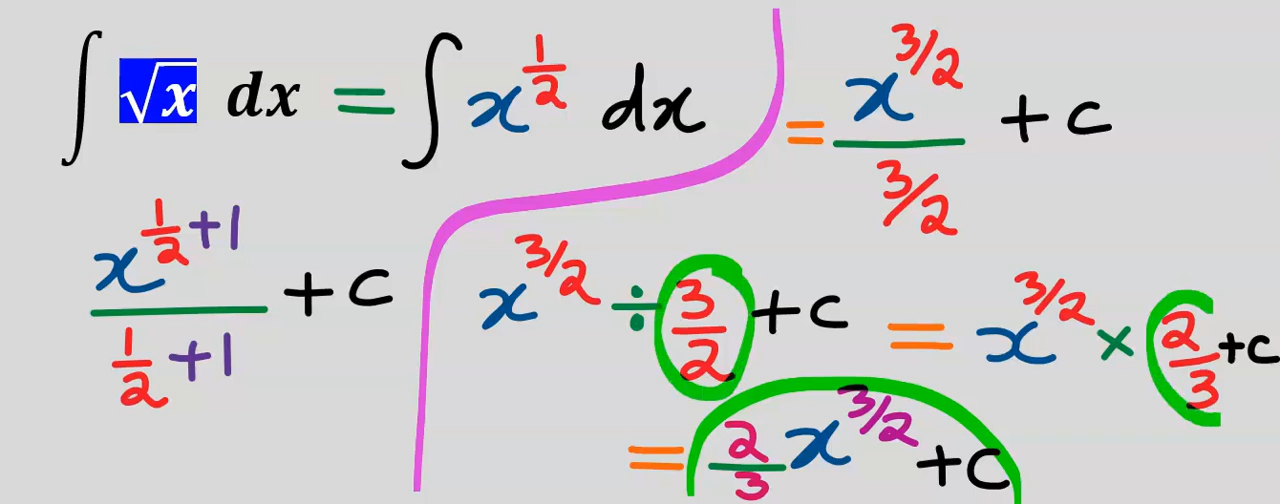 ∫ √x dx = ∫ x^{1/2} dx
x^{1/2+1}/(1/2+1) + c
= x^{3/2}/(3/2) + c
x^{3/2} ÷ 3/2 + c = x^{3/2} × 2/3 + c
= 2/3 x^{3/2} + c